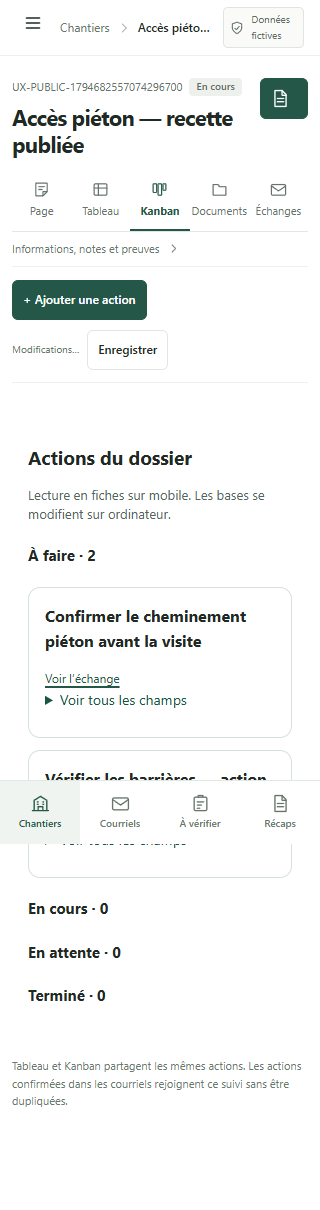 Chantiers
Accès piéto...
Données
fictives
UX-PUBLIC-1794682557074296700
En cours
Accès piéton — recette
publiée
Page
Tableau
Kanban
Documents
Échanges
Informations, notes et preuves
+ Ajouter une action
Modifications...
Enregistrer
Actions du dossier
Lecture en fiches sur mobile. Les bases se
modifient sur ordinateur.
À faire · 2
Confirmer le cheminement
piéton avant la visite
Voir l'échange
Voir tous les champs
Vérifier les barrières — action
Chantiers
Courriels
À vérifier
Récaps
Voir tous les champs
En cours · 0
En attente · 0
Terminé · 0
Tableau et Kanban partagent les mêmes actions. Les actions
confirmées dans les courriels rejoignent ce suivi sans être
dupliquées.